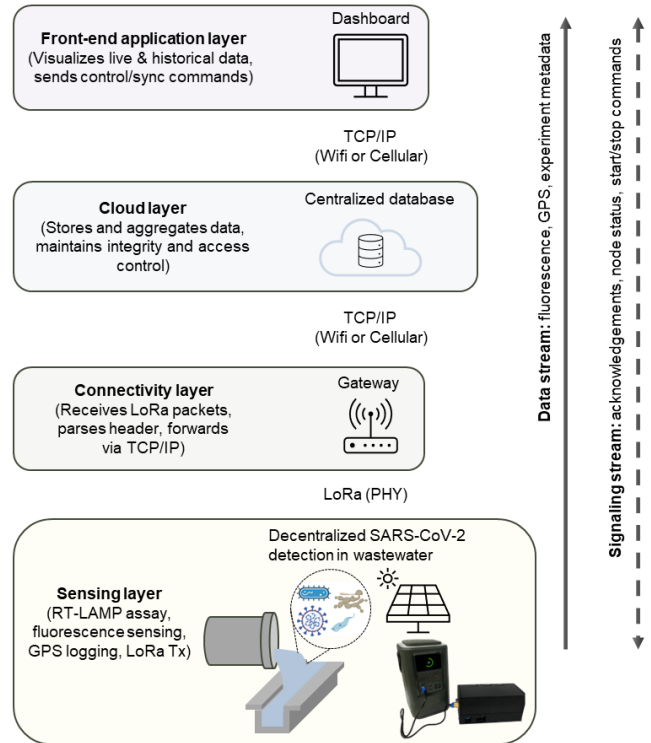 Front-end application layer
(Visualizes live & historical data,
sends control/sync commands)
Dashboard
TCP/IP
(Wifi or Cellular)
Cloud layer
(Stores and aggregates data,
maintains integrity and access
control)
Centralized database
TCP/IP
(Wifi or Cellular)
Connectivity layer
(Receives LoRa packets,
parses header, forwards
via TCP/IP)
Gateway
LoRa (PHY)
Decentralized SARS-CoV-2
detection in wastewater
Sensing layer
(RT-LAMP assay,
fluorescence sensing,
GPS logging, LoRa Tx)
Data stream: fluorescence, GPS, experiment metadata
Signaling stream: acknowledgements, node status, start/stop commands